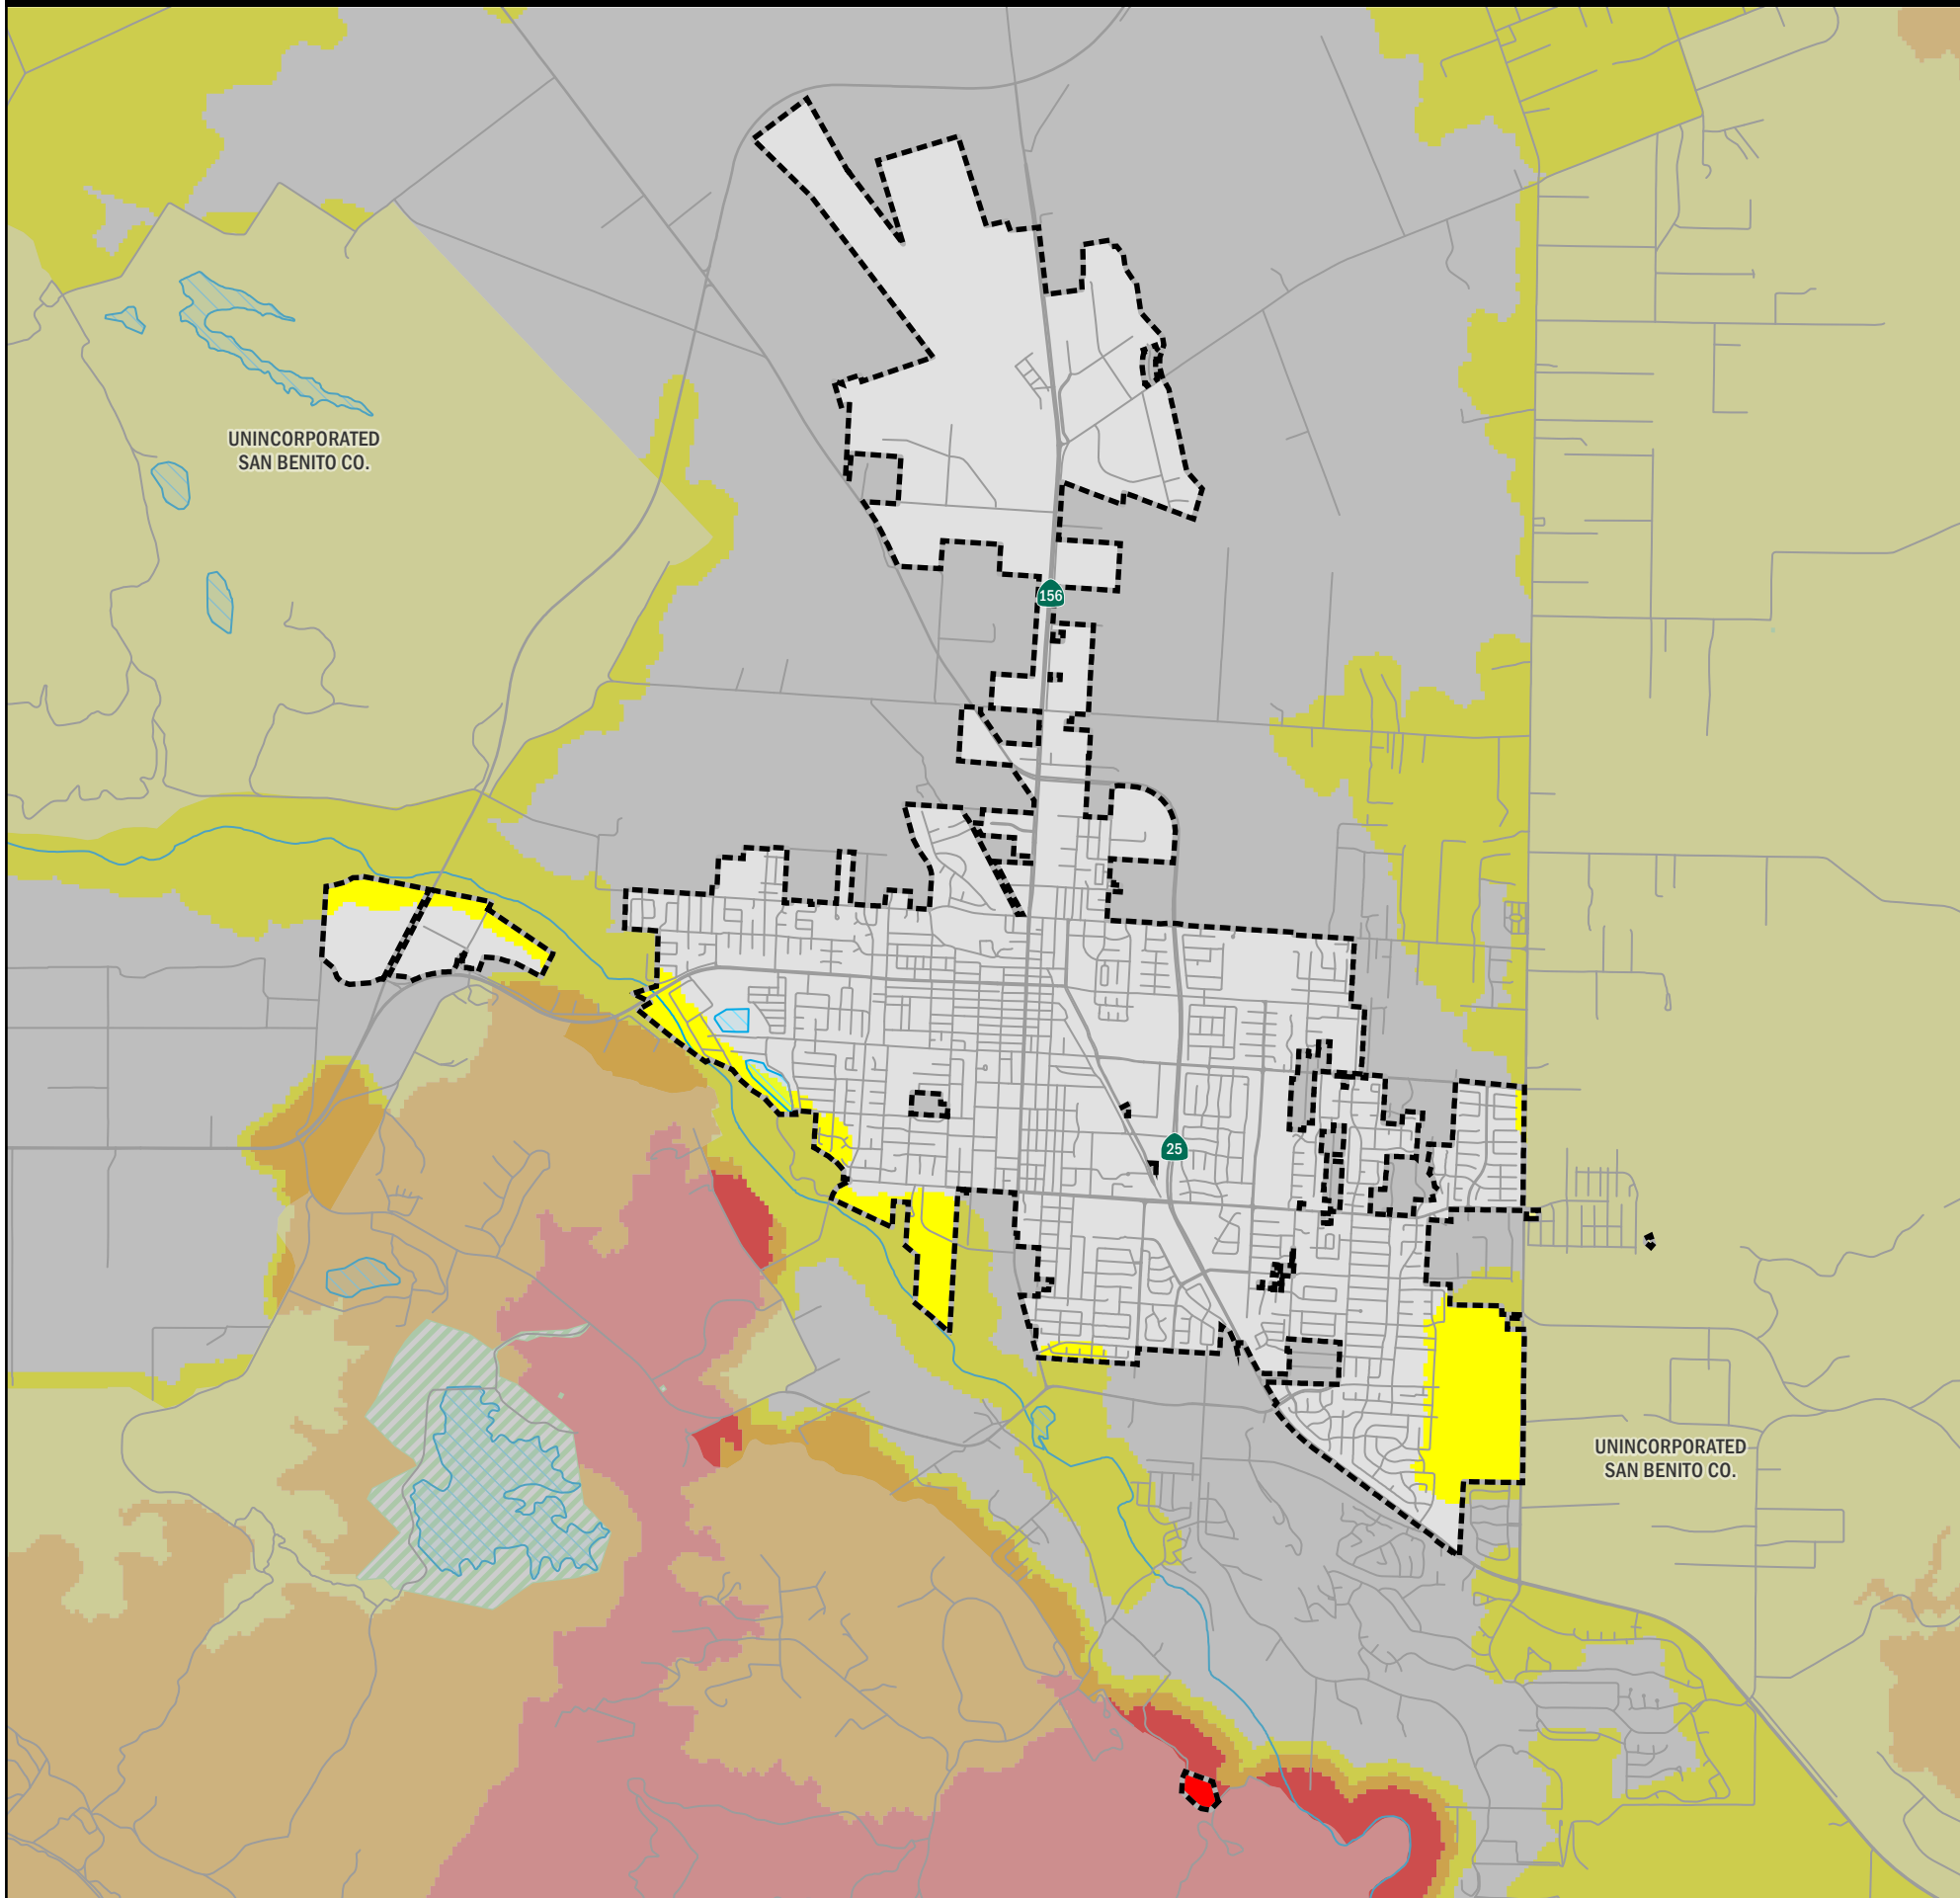 UNINCORPORATED
SAN BENITO CO.
156
25
UNINCORPORATED
SAN BENITO CO.